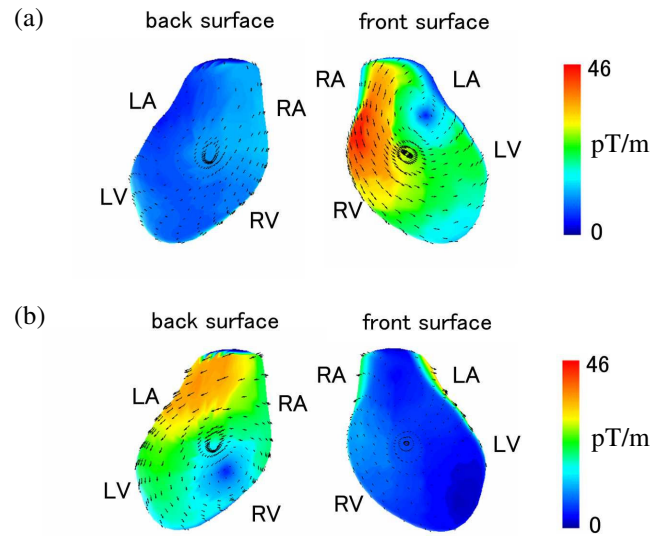 (a)
back surface
front surface
LA
RA
LV
RV
RA
LA
LV
RV
46
pT/m
0
(b)
back surface
front surface
LA
RA
LV
RV
RA
LA
LV
RV
46
pT/m
0